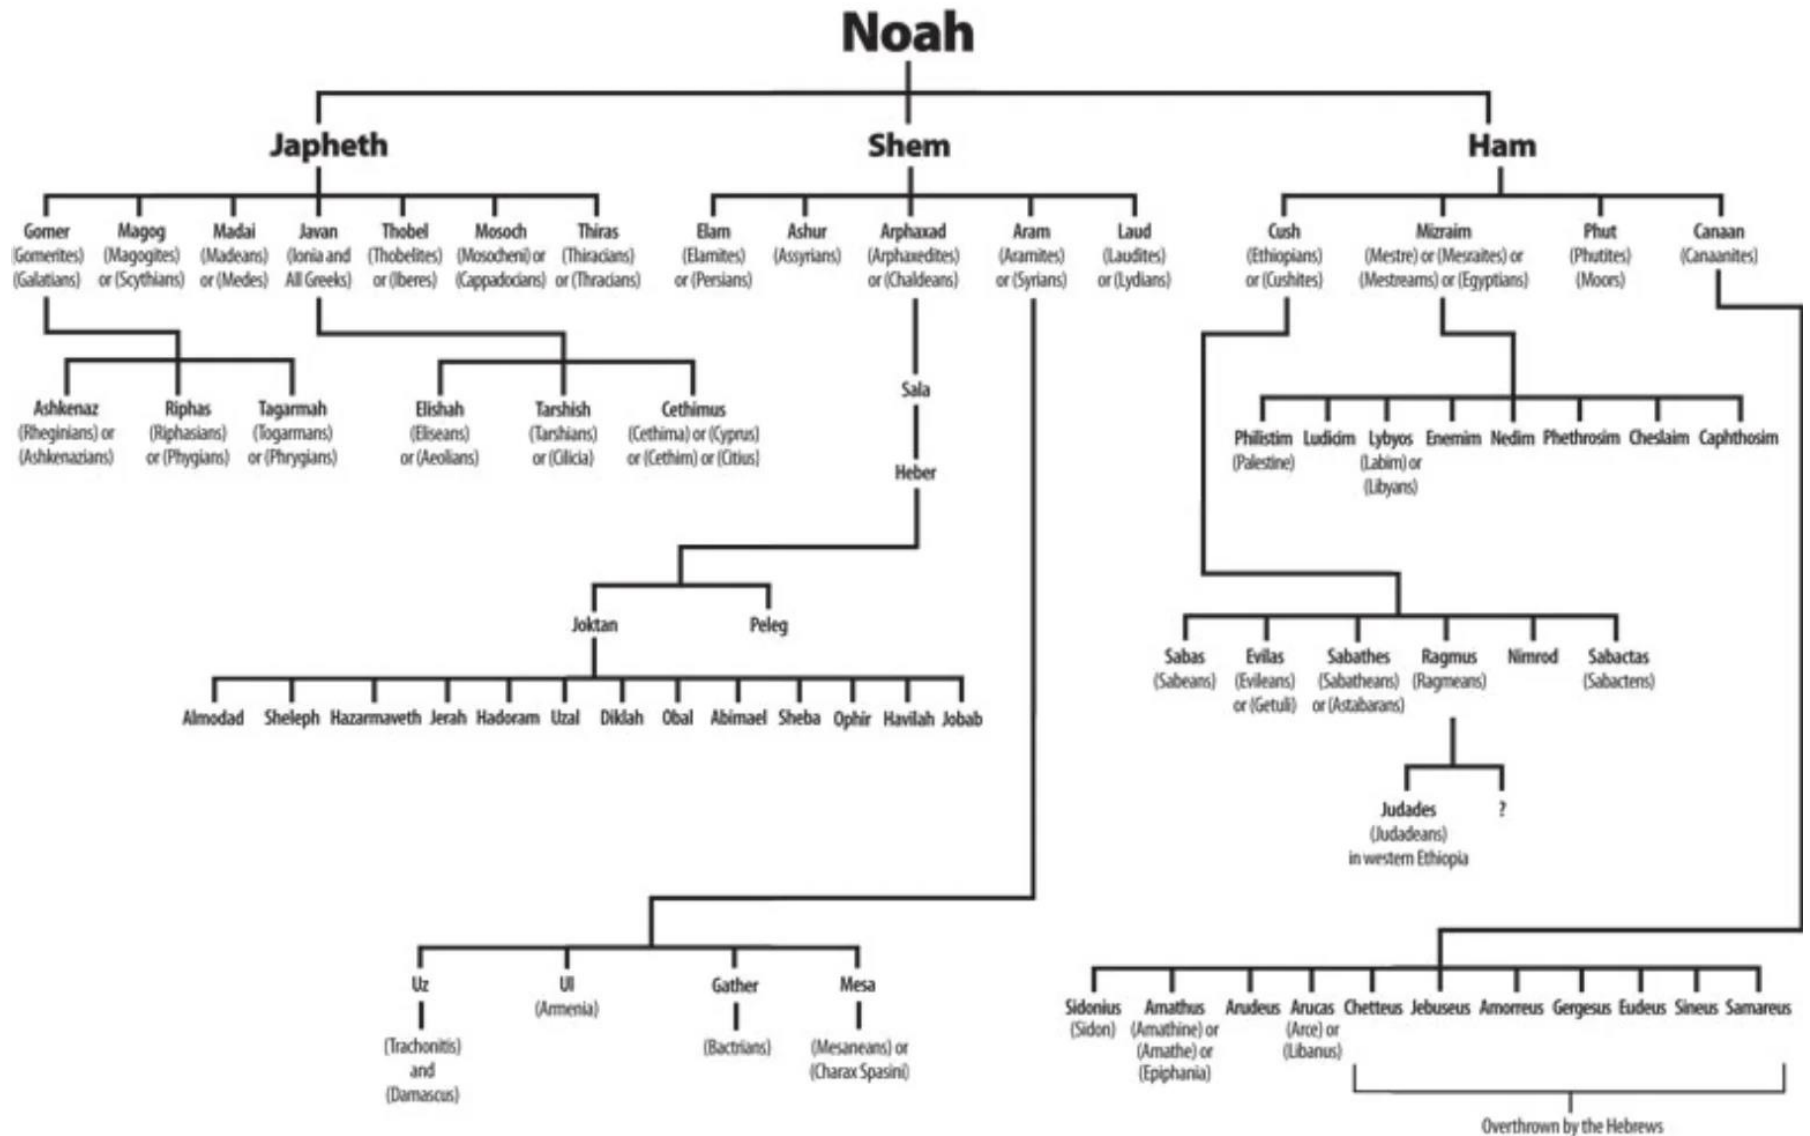 Noah
Japheth Shem Ham
Gomer Magog Madai Javan Thobel Mosoch Thiras Elam Ashur Arphaxad Aram Laud Cush Mizraim Phut Canaan
(Gomerites) (Magogites) (Madeans) (Ionia and (Thobelites) (Mosocheni) or (Thiracians) (Elamites) (Assyrians) (Arphaxedites) (Aramites) (Laudites) (Ethiopians) (Mestre) or (Mesraites) or (Phutites) (Canaanites)
(Galatians) or (Scythians) or (Medes) All Greeks) or (Iberes) (Cappadocians) or (Thracians) or (Persians) or (Chaldeans) or (Syrians) or (Lydians) or (Cushites) (Mestreams) or (Egyptians) (Moors)
Sala
Ashkenaz Riphas Tagarmah Elishah Tarshish Cethimus
(Rheginians) or (Riphasians) (Togarmans) (Eliseans) (Tarshians) (Cethima) or (Cyprus)
(Ashkenazians) or (Phygians) or (Phrygians) or (Aeolians) or (Cilicia) or (Cethim) or (Citius)
Philistim Ludicim Lybyos Enemim Nedim Phethrosim Cheslaim Caphthosim
(Palestine) (Labim) or
(Libyans)
Heber
Joktan Peleg
Sabas Evilas Sabathes Ragmus Nimrod Sabactas
(Sabeans) (Evileans) (Sabatheans) (Ragmeans) (Sabactens)
or (Getuli) or (Astabarans)
Almodad Sheleph Hazarmaveth Jerah Hadoram Uzal Diklah Obal Abimael Sheba Ophir Havilah Jobab
Judades ?
(Judadeans)
in western Ethiopia
Uz Ul Gather Mesa
(Armenia)
(Trachonitis) (Bactrians) (Mesaneans) or
and (Charax Spasini)
(Damascus)
Sidonius Amathus Arudeus Arucas Chetteus Jebuseus Amorreus Gergesus Eudeus Sineus Samareus
(Sidon) (Amathine) or (Arce) or
(Amathe) or (Libanus)
(Epiphania)
Overthrown by the Hebrews